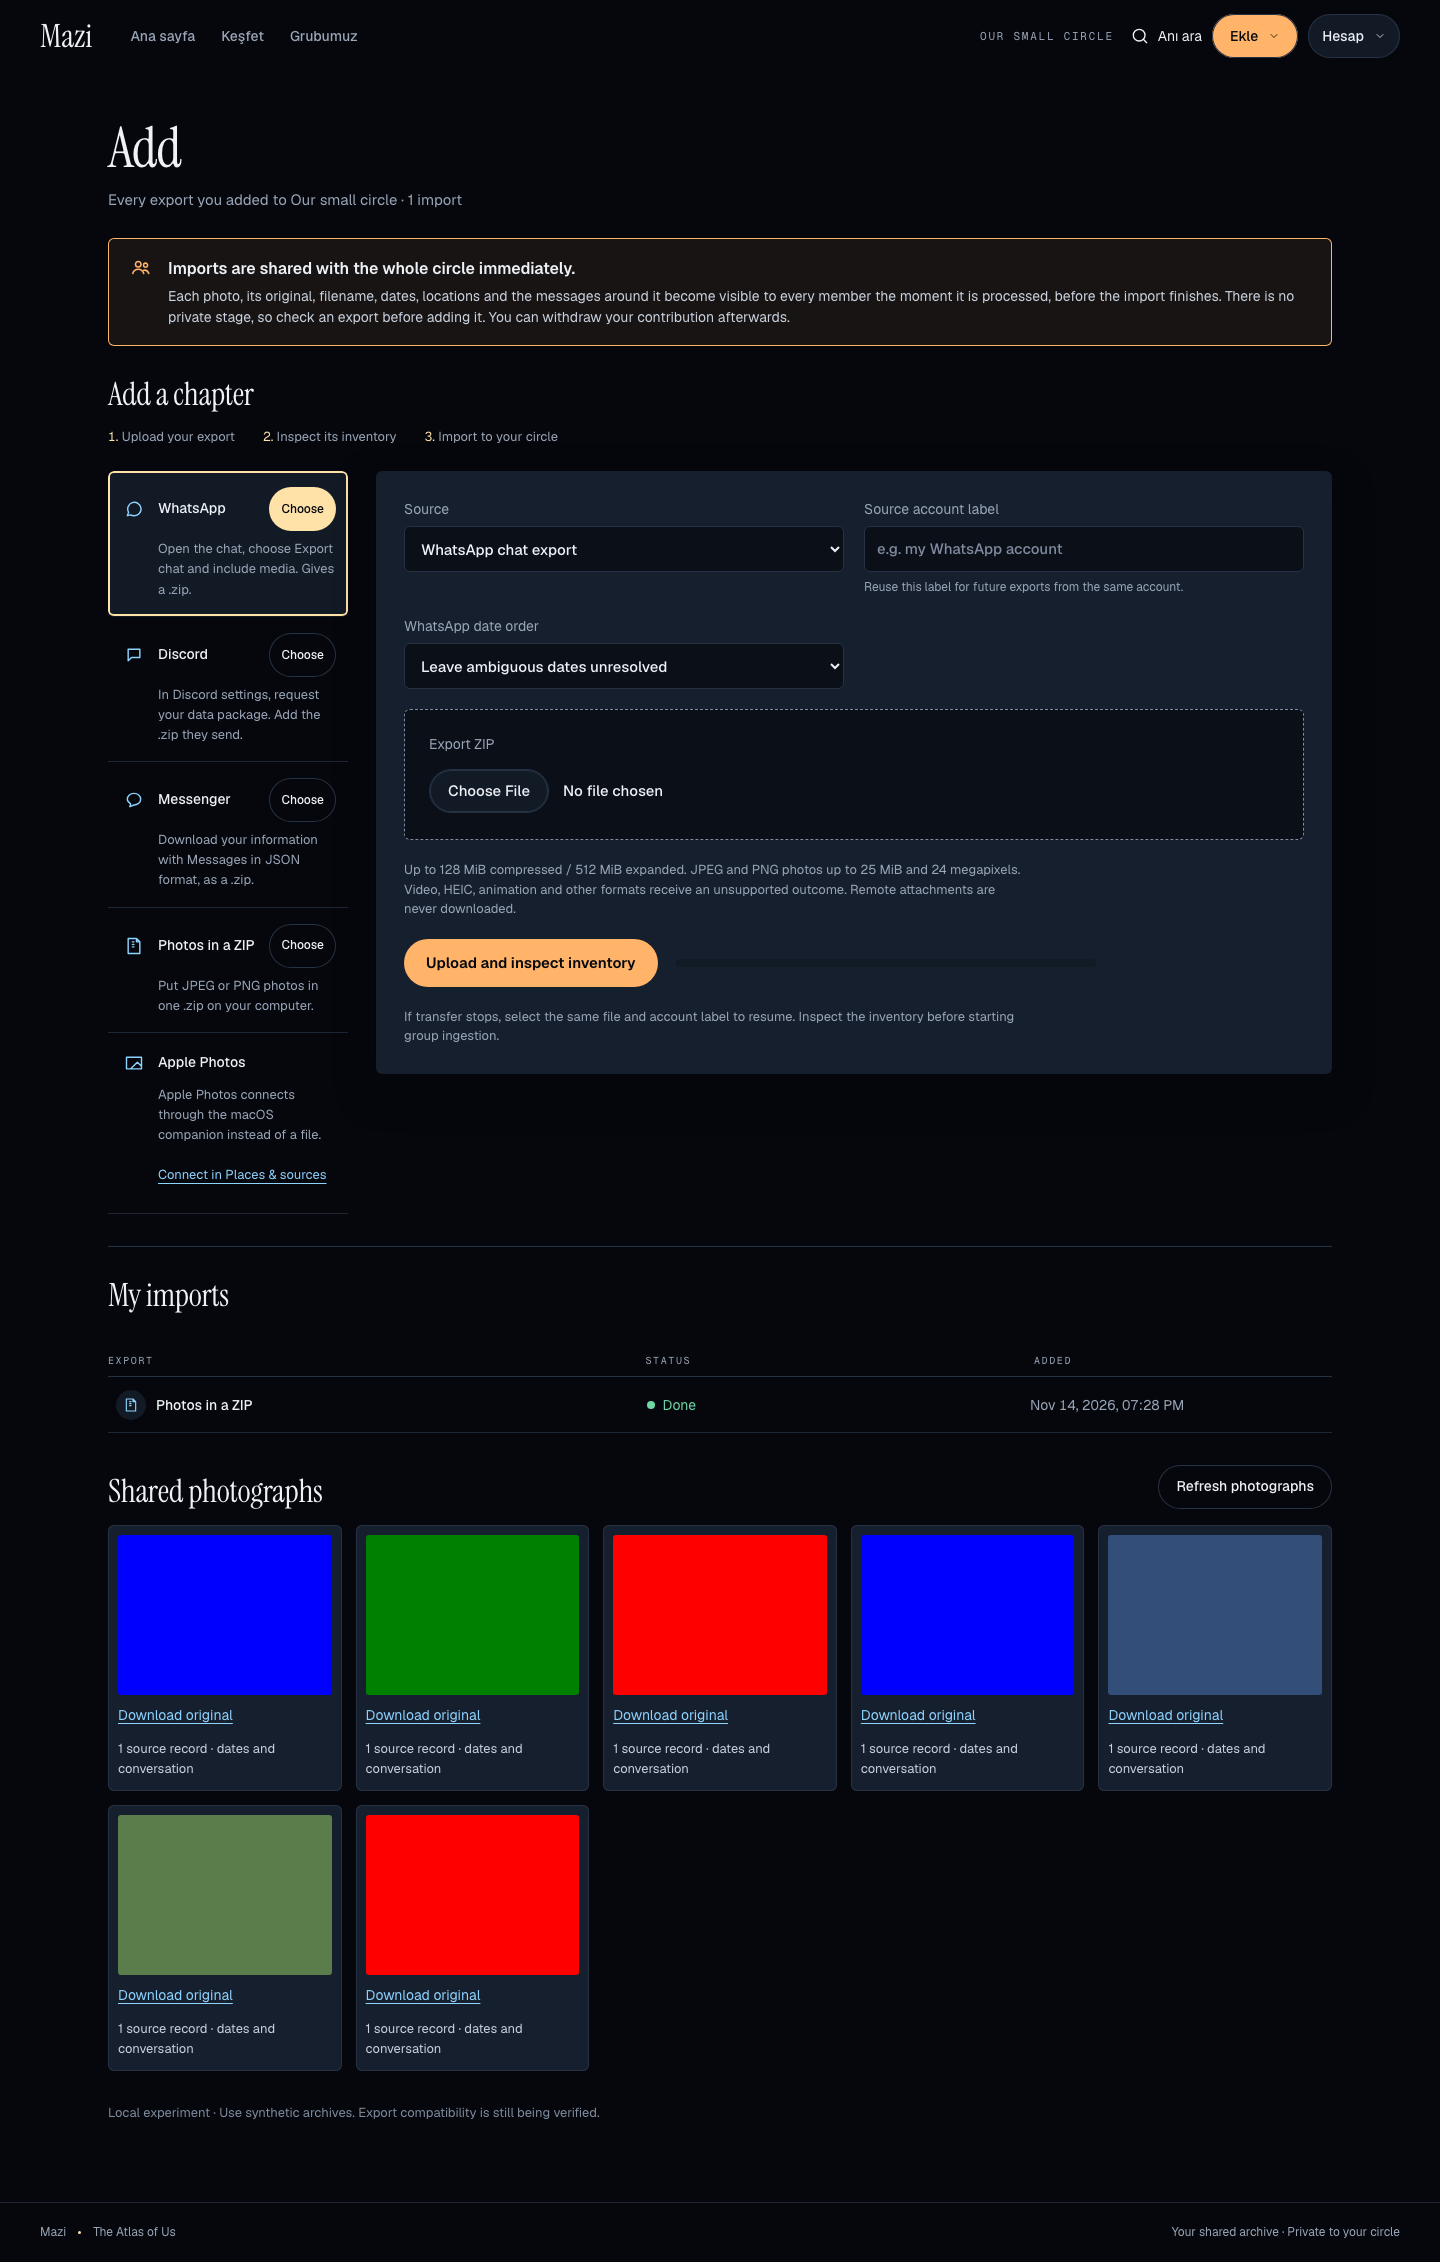 Mazi
Ana sayfa
Keşfet
Grubumuz
OUR SMALL CIRCLE
Anı ara
Ekle
Hesap
Add
Every export you added to Our small circle · 1 import
Imports are shared with the whole circle immediately.
Each photo, its original, filename, dates, locations and the messages around it become visible to every member the moment it is processed, before the import finishes. There is no
private stage, so check an export before adding it. You can withdraw your contribution afterwards.
Add a chapter
1. Upload your export
2. Inspect its inventory
3. Import to your circle
WhatsApp
Choose
Open the chat, choose Export
chat and include media. Gives
a .zip.
Discord
Choose
In Discord settings, request
your data package. Add the
.zip they send.
Messenger
Choose
Download your information
with Messages in JSON
format, as a .zip.
Photos in a ZIP
Choose
Put JPEG or PNG photos in
one .zip on your computer.
Apple Photos
Apple Photos connects
through the macOS
companion instead of a file.
Connect in Places & sources
Source
WhatsApp chat export
Source account label
e.g. my WhatsApp account
Reuse this label for future exports from the same account.
WhatsApp date order
Leave ambiguous dates unresolved
Export ZIP
Choose File
No file chosen
Up to 128 MiB compressed / 512 MiB expanded. JPEG and PNG photos up to 25 MiB and 24 megapixels.
Video, HEIC, animation and other formats receive an unsupported outcome. Remote attachments are
never downloaded.
Upload and inspect inventory
If transfer stops, select the same file and account label to resume. Inspect the inventory before starting
group ingestion.
My imports
EXPORT
STATUS
ADDED
Photos in a ZIP
Done
Nov 14, 2026, 07:28 PM
Shared photographs
Refresh photographs
Download original
1 source record · dates and
conversation
Download original
1 source record · dates and
conversation
Download original
1 source record · dates and
conversation
Download original
1 source record · dates and
conversation
Download original
1 source record · dates and
conversation
Download original
1 source record · dates and
conversation
Download original
1 source record · dates and
conversation
Local experiment · Use synthetic archives. Export compatibility is still being verified.
Mazi • The Atlas of Us
Your shared archive · Private to your circle